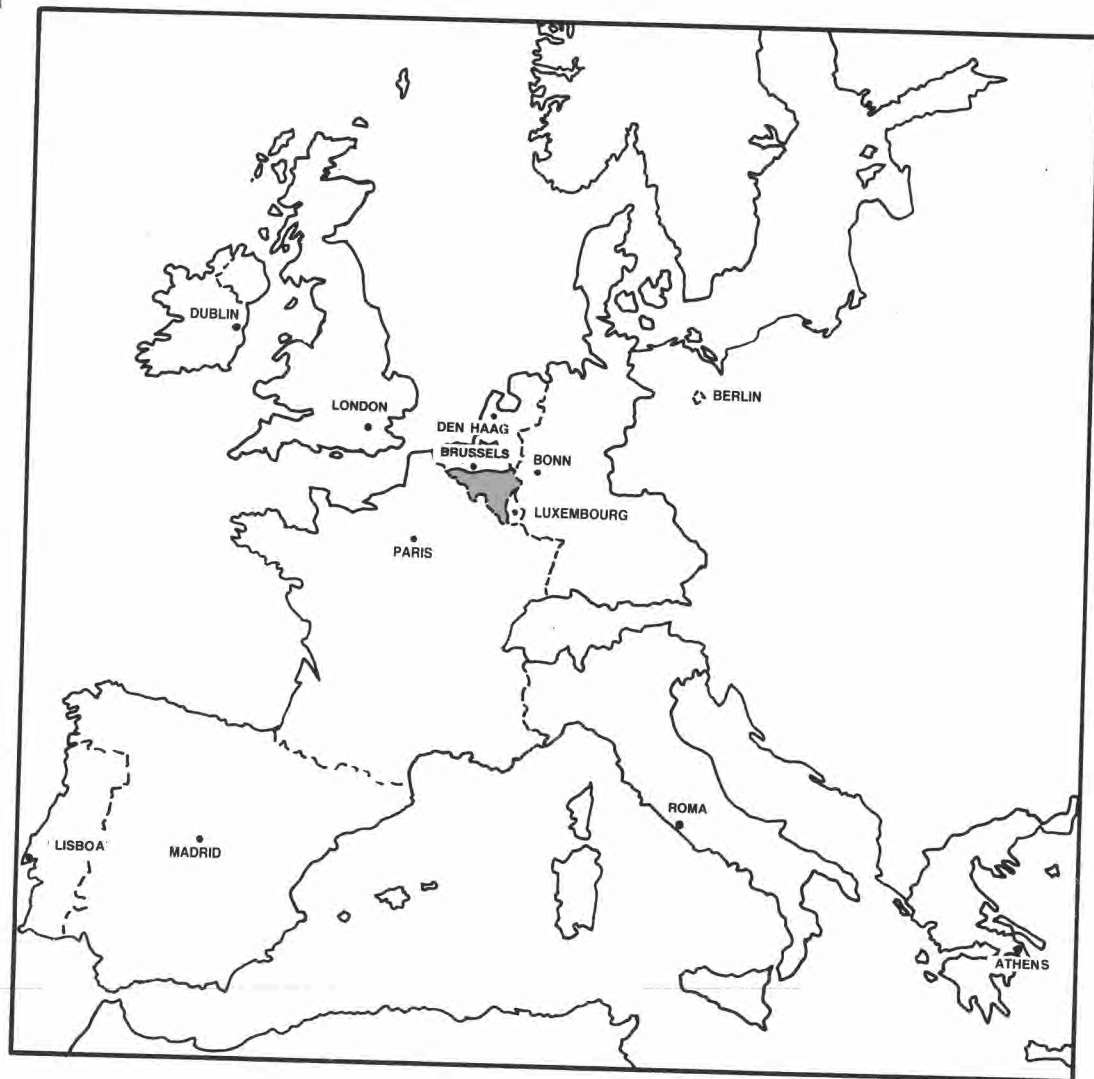 DUBLIN
LONDON
BERLIN
DEN HAAG
BRUSSELS
BONN
LUXEMBOURG
PARIS
ROMA
LISBOA
MADRID
ATHENS